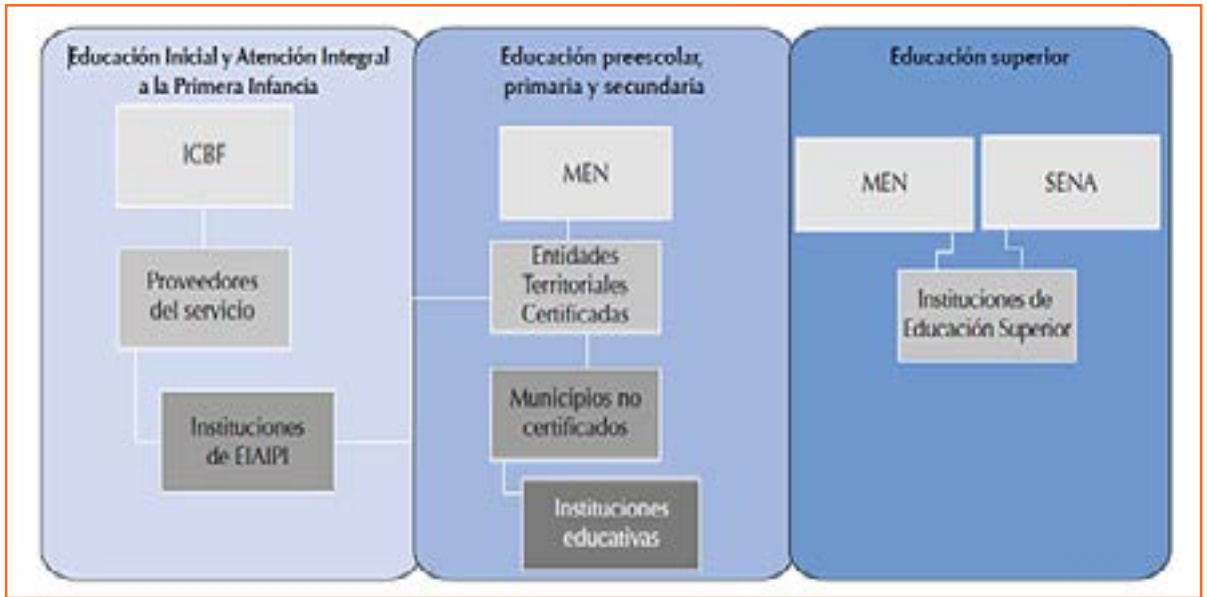 Educación Inicial y Atención Integral
a la Primera Infancia
ICBF
Proveedores
del servicio
Instituciones
de EIAIPI
Educación preescolar,
primaria y secundaria
MEN
Entidades
Territoriales
Certificadas
Municipios no
certificados
Instituciones
educativas
Educación superior
MEN
SENA
Instituciones de
Educación Superior